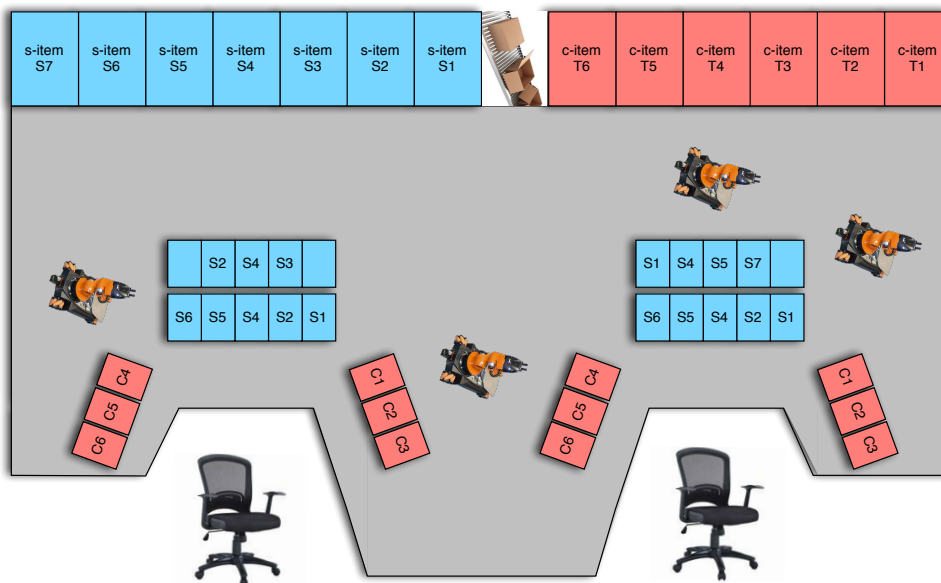 s-item
S7
s-item
S6
s-item
S5
s-item
S4
s-item
S3
s-item
S2
s-item
S1
c-item
T6
c-item
T5
c-item
T4
c-item
T3
c-item
T2
c-item
T1
S2 S4 S3
S6 S5 S4 S2 S1
S1 S4 S5 S7
S6 S5 S4 S2 S1
C4
C5
C6
C1
C2
C3
C4
C5
C6
C1
C2
C3